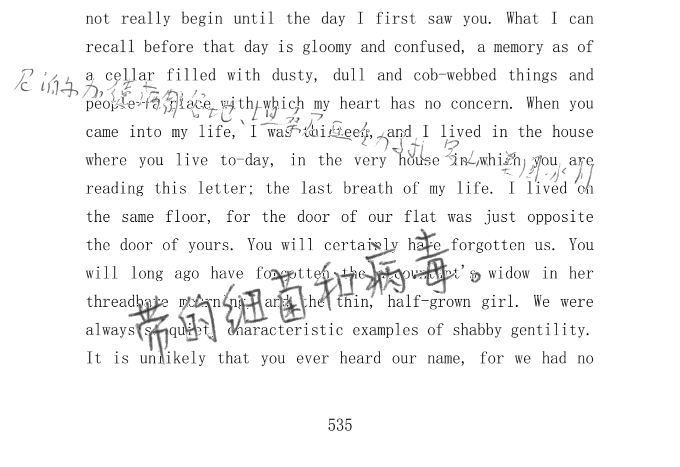 not really begin until the day I first saw you. What I can
recall before that day is gloomy and confused, a memory as of
a cellar filled with dusty, dull and cob-webbed things and
people—a place with which my heart has no concern. When you
came into my life, I was thirteen, and I lived in the house
where you live to-day, in the very house in which you are
reading this letter; the last breath of my life. I lived on
the same floor, for the door of our flat was just opposite
the door of yours. You will certainly have forgotten us. You
will long ago have forgotten the accountant's widow in her
threadbare mourning, and the thin, half-grown girl. We were
always so quiet, characteristic examples of shabby gentility.
It is unlikely that you ever heard our name, for we had no
带的细菌和病毒。
535